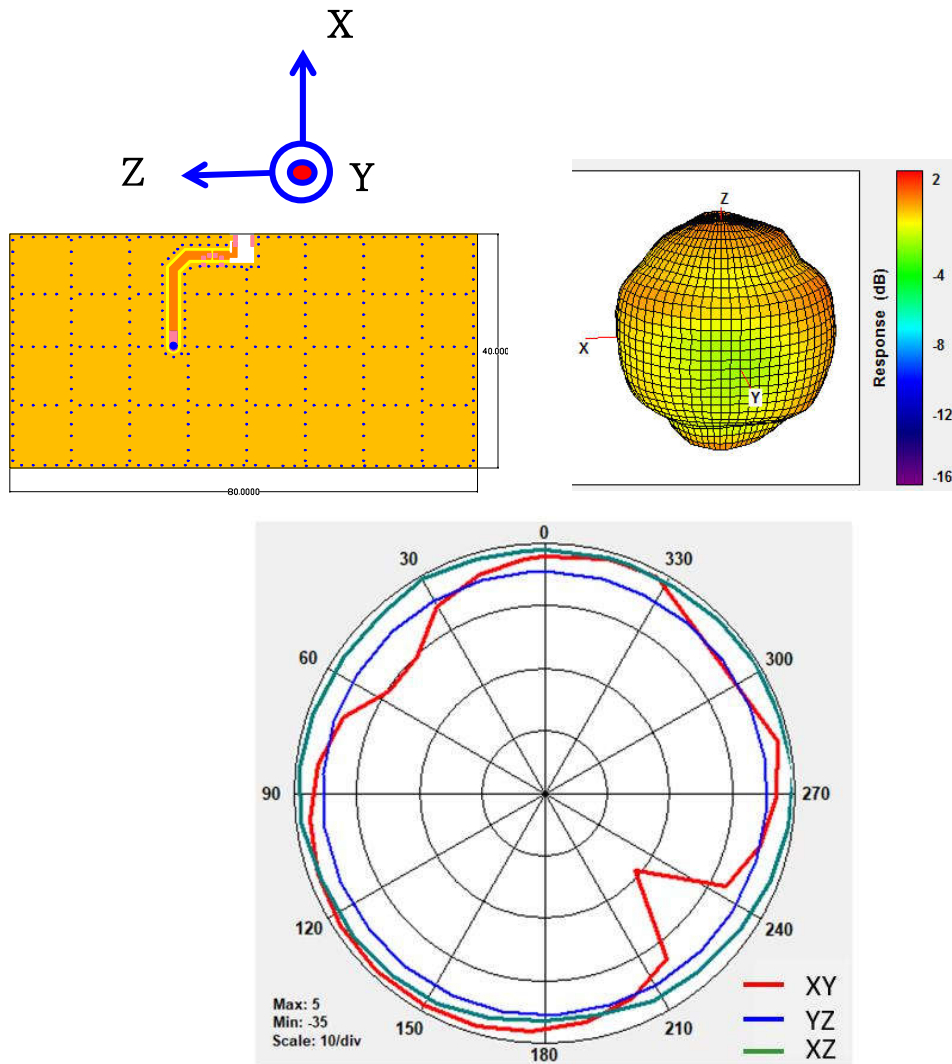 X
Z
Y
40.000
80.0000
Z
X
Y
2
-4
-8
-12
-16
Response (dB)
0
30
330
60
300
90
270
120
240
150
210
180
Max: 5
Min: -35
Scale: 10/div
XY
YZ
XZ